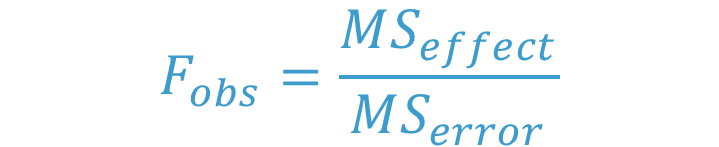 F_obs = MS_effect / MS_error